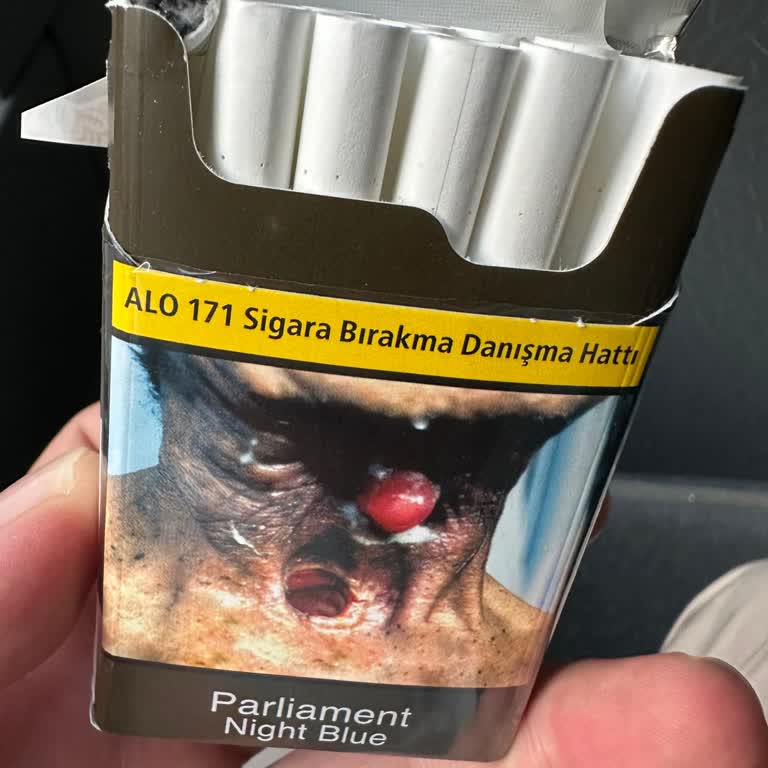 ALO 171 Sigara Bırakma Danışma Hattı
Parliament
Night Blue